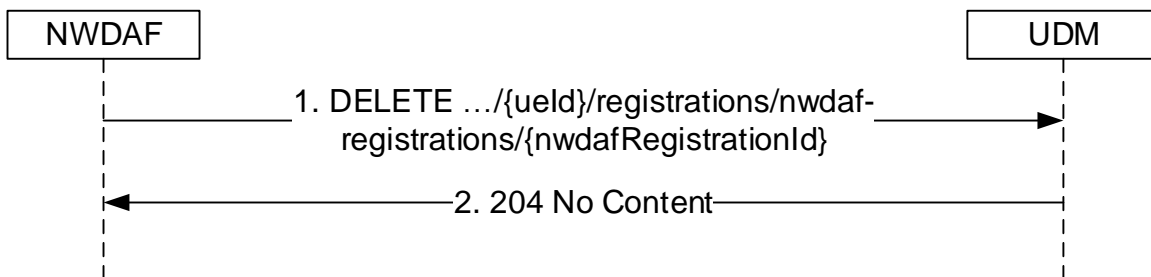 NWDAF
UDM
1. DELETE …/{ueId}/registrations/nwdaf-
registrations/{nwdafRegistrationId}
2. 204 No Content